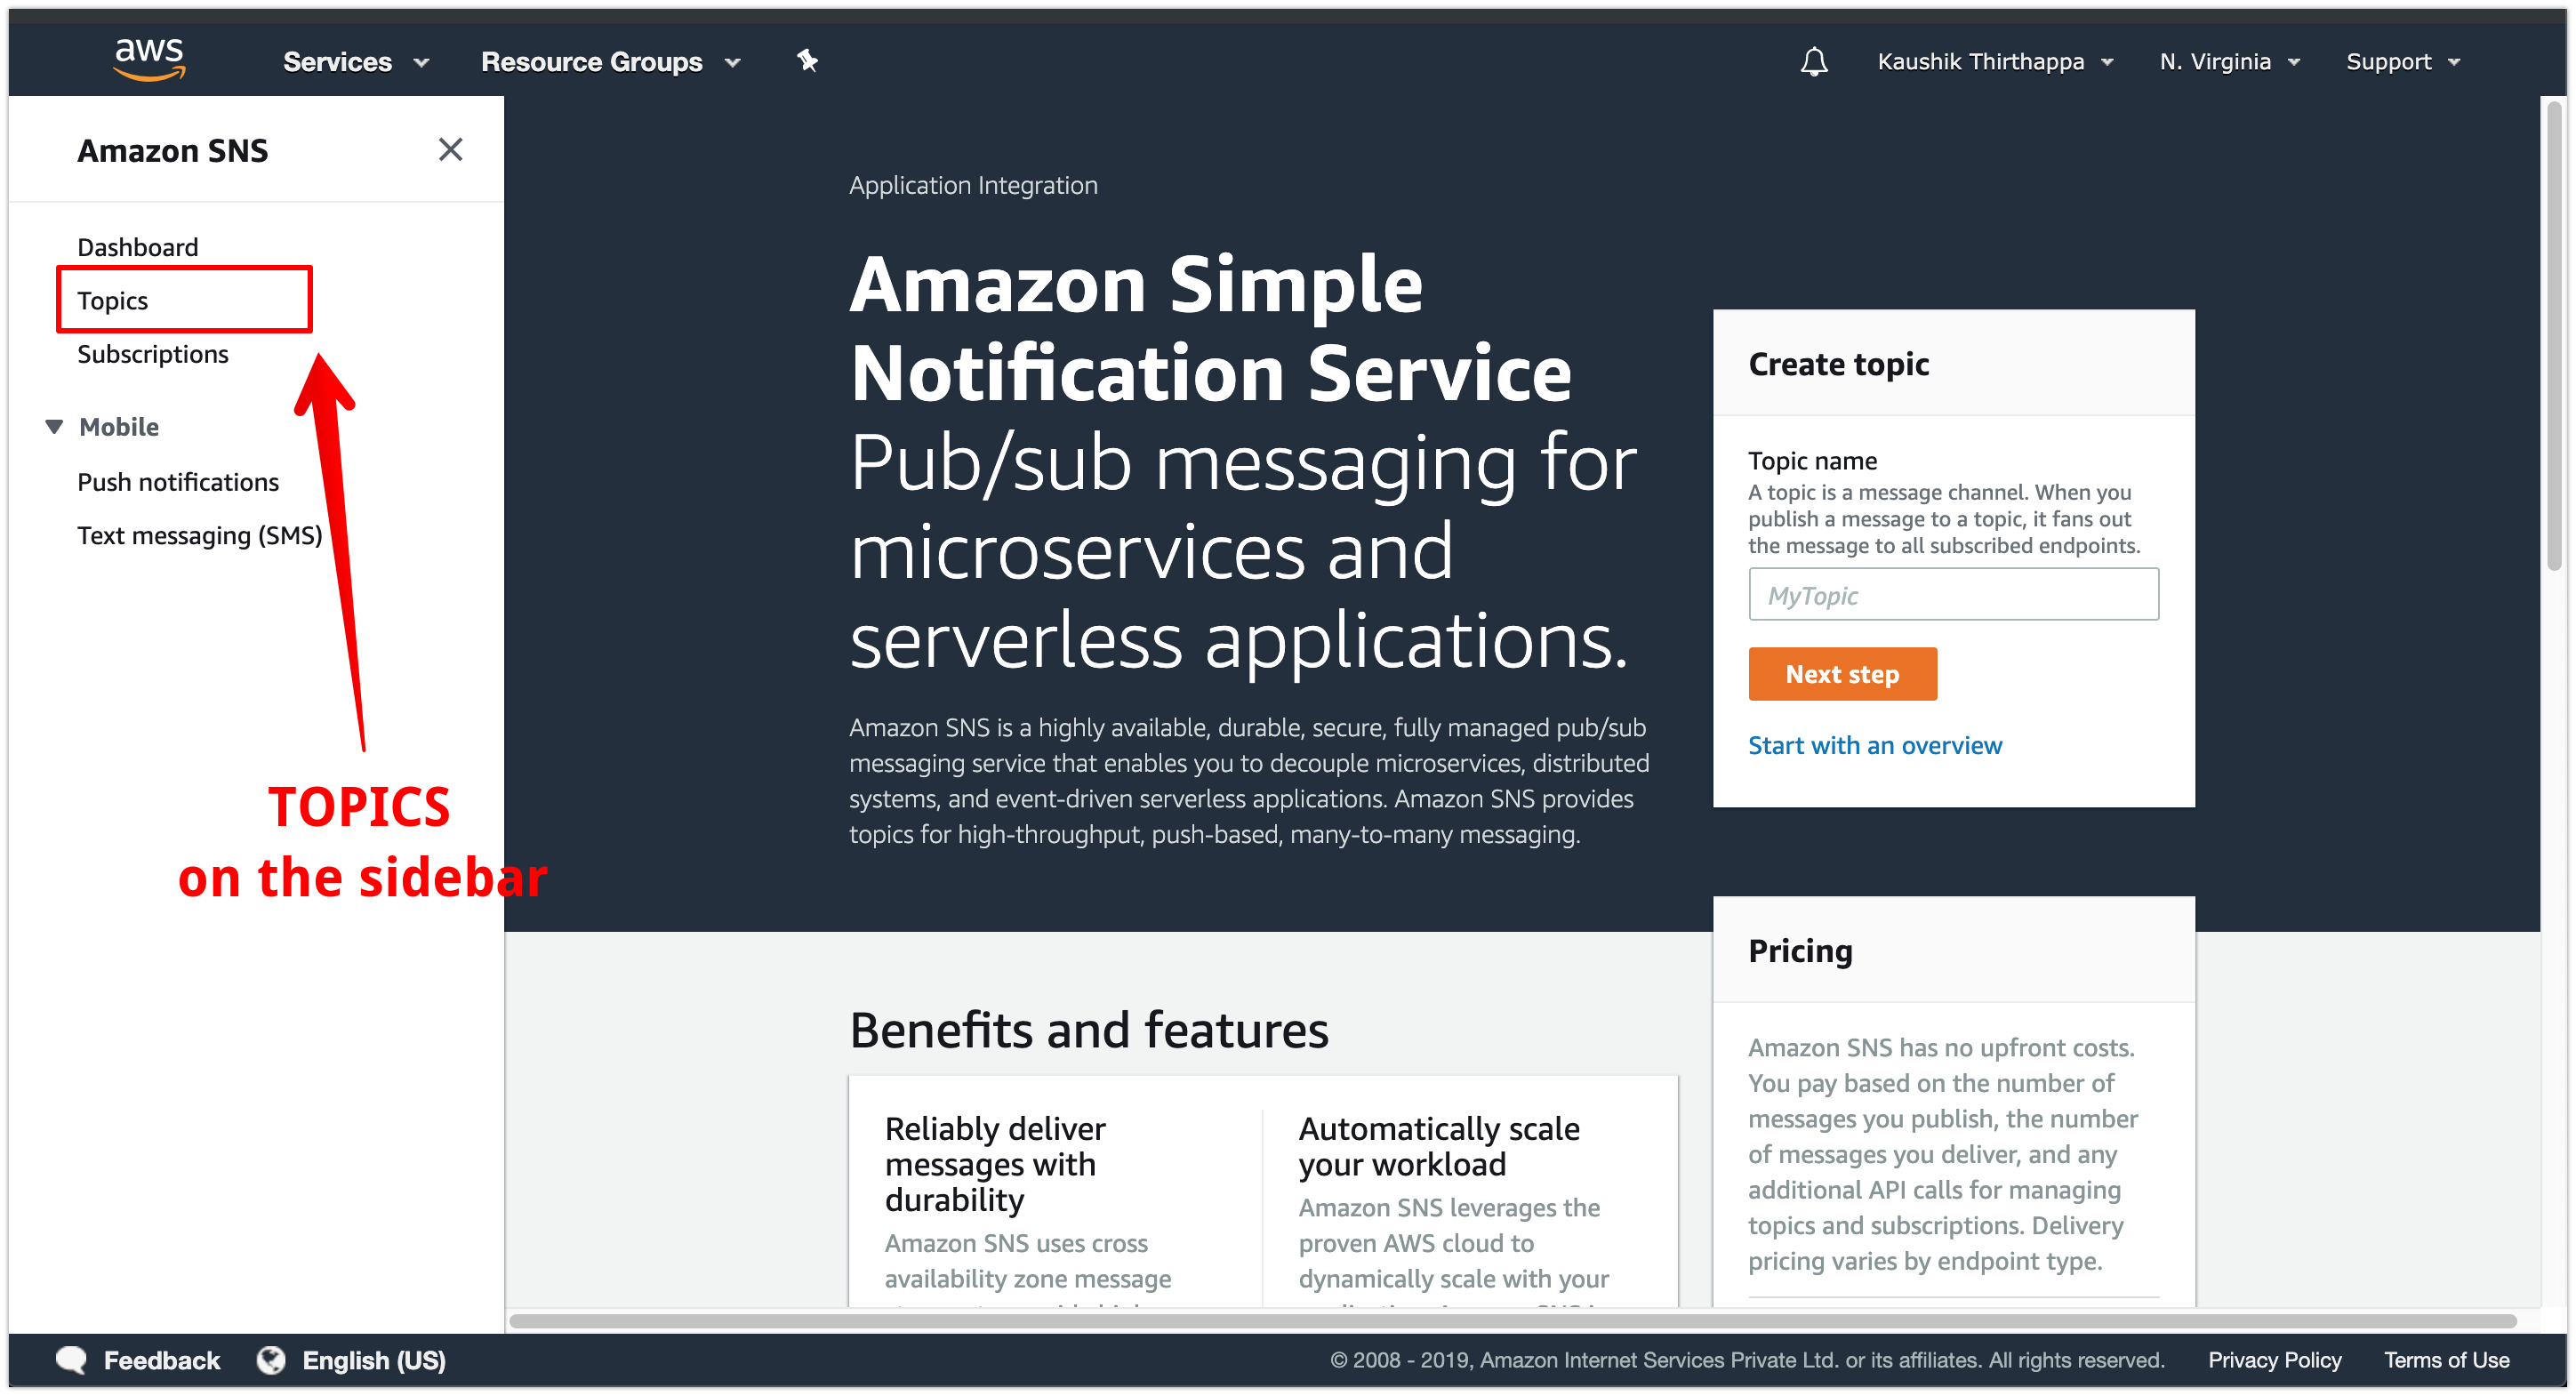 aws
Services
Resource Groups
Kaushik Thirthappa
N. Virginia
Support
Amazon SNS
Dashboard
Topics
Subscriptions
Mobile
Push notifications
Text messaging (SMS)
TOPICS
on the sidebar
Application Integration
Amazon Simple
Notification Service
Pub/sub messaging for
microservices and
serverless applications.
Amazon SNS is a highly available, durable, secure, fully managed pub/sub
messaging service that enables you to decouple microservices, distributed
systems, and event-driven serverless applications. Amazon SNS provides
topics for high-throughput, push-based, many-to-many messaging.
Create topic
Topic name
A topic is a message channel. When you
publish a message to a topic, it fans out
the message to all subscribed endpoints.
MyTopic
Next step
Start with an overview
Benefits and features
Reliably deliver
messages with
durability
Amazon SNS uses cross
availability zone message
Automatically scale
your workload
Amazon SNS leverages the
proven AWS cloud to
dynamically scale with your
Pricing
Amazon SNS has no upfront costs.
You pay based on the number of
messages you publish, the number
of messages you deliver, and any
additional API calls for managing
topics and subscriptions. Delivery
pricing varies by endpoint type.
Feedback
English (US)
© 2008 - 2019, Amazon Internet Services Private Ltd. or its affiliates. All rights reserved.
Privacy Policy
Terms of Use